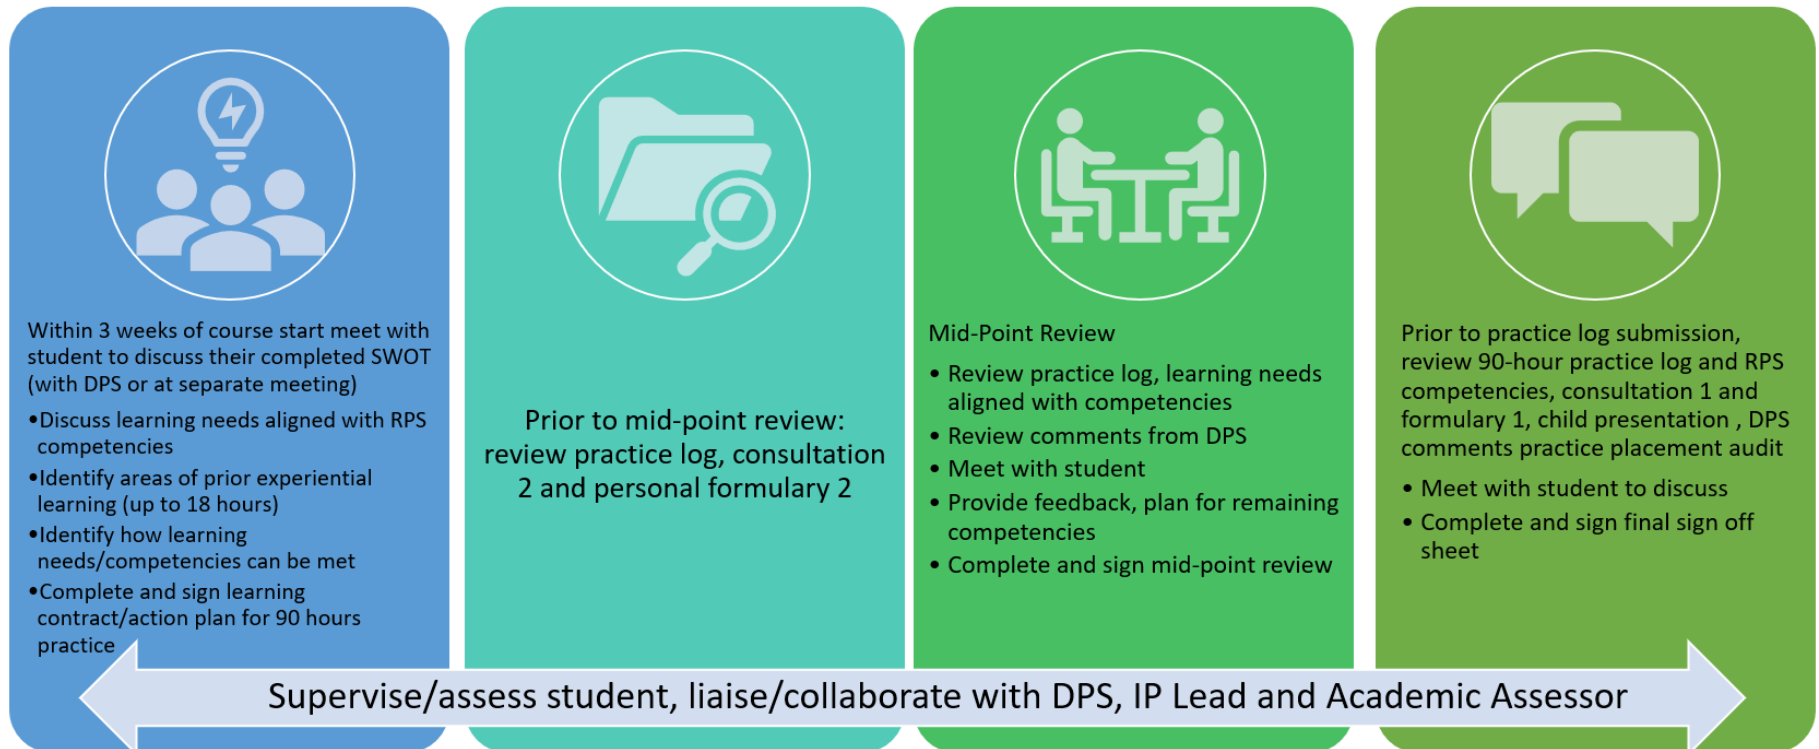 Within 3 weeks of course start meet with
student to discuss their completed SWOT
(with DPS or at separate meeting)
•Discuss learning needs aligned with RPS
competencies
•Identify areas of prior experiential
learning (up to 18 hours)
•Identify how learning
needs/competencies can be met
•Complete and sign learning
contract/action plan for 90 hours
practice
Prior to mid-point review:
review practice log, consultation
2 and personal formulary 2
Mid-Point Review
• Review practice log, learning needs
aligned with competencies
• Review comments from DPS
• Meet with student
• Provide feedback, plan for remaining
competencies
• Complete and sign mid-point review
Prior to practice log submission,
review 90-hour practice log and RPS
competencies, consultation 1 and
formulary 1, child presentation , DPS
comments practice placement audit
• Meet with student to discuss
• Complete and sign final sign off
sheet
Supervise/assess student, liaise/collaborate with DPS, IP Lead and Academic Assessor